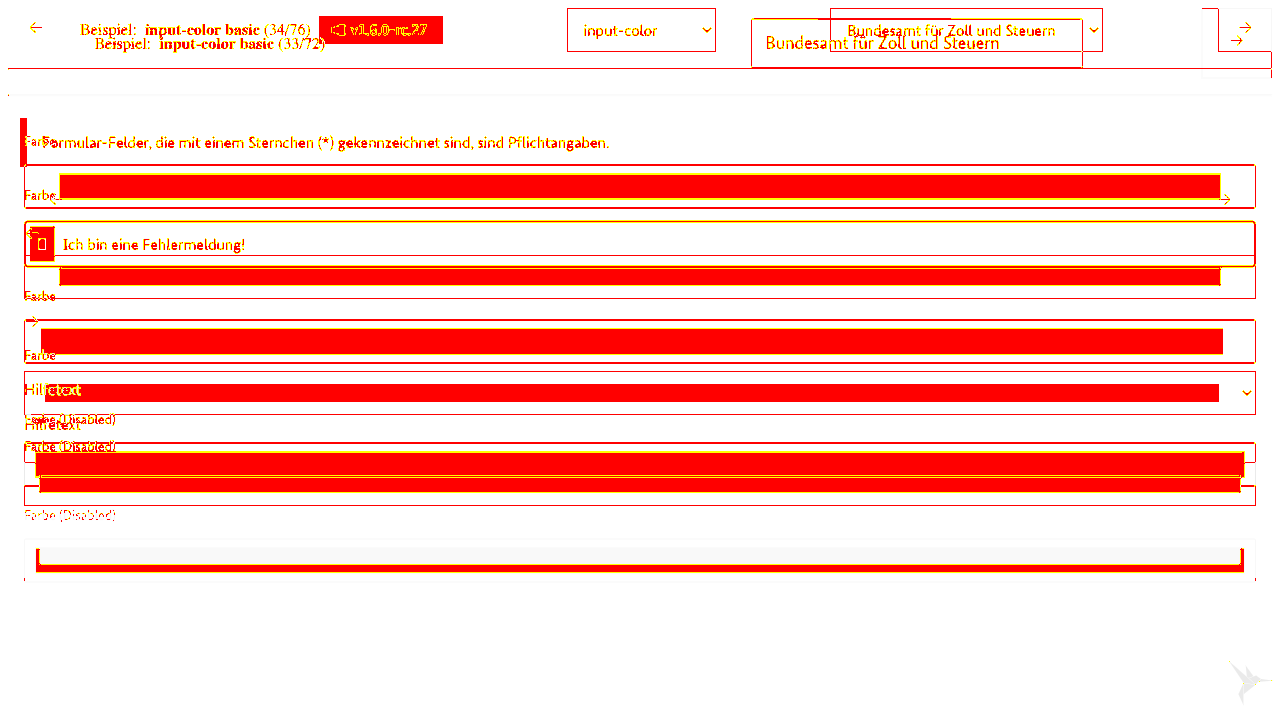 Beispiel: input-color basic (34/76) v1.6.0-rc.27 input-color Bundesamt für Zoll und Steuern
Beispiel: input-color basic (33/72) Bundesamt für Zoll und Steuern
Farbe
Formular-Felder, die mit einem Sternchen (*) gekennzeichnet sind, sind Pflichtangaben.
Farbe
Ich bin eine Fehlermeldung!
Farbe
Farbe
Hilfetext
Farbe (Disabled)
Hilfetext
Farbe (Disabled)
Farbe (Disabled)